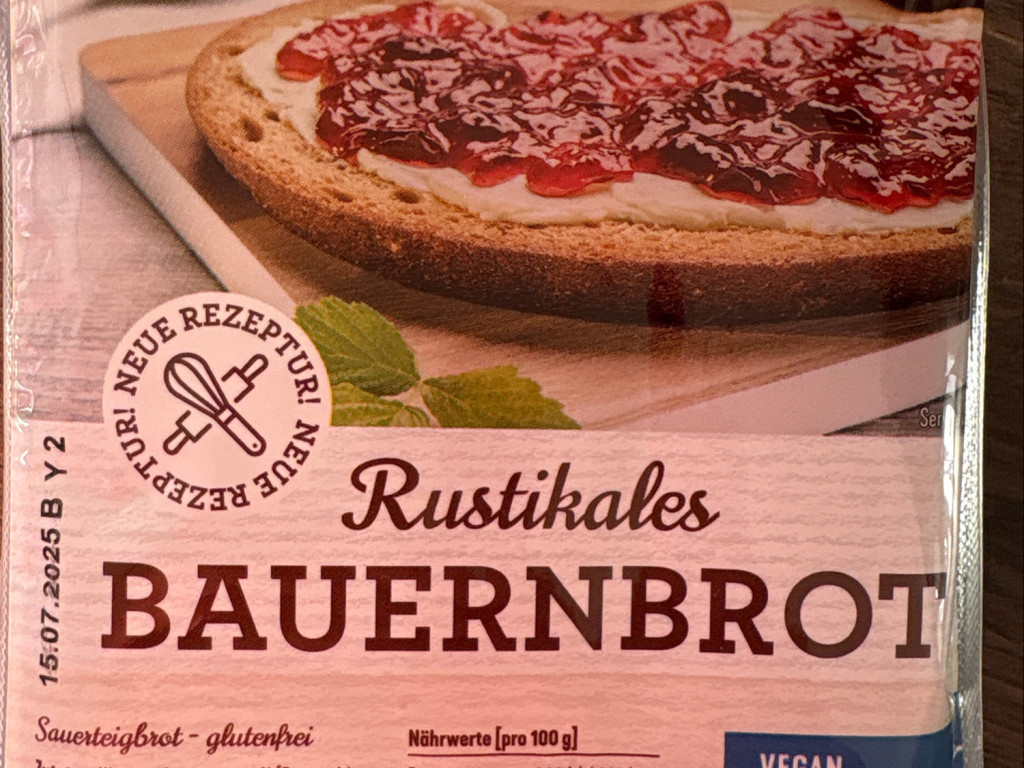 NEUE REZEPTUR! NEUE REZEPTUR!
15.07.2025 B Y 2
Rustikales
BAUERNBROT
Sauerteigbrot - glutenfrei
Nährwerte [pro 100 g]
VEGAN